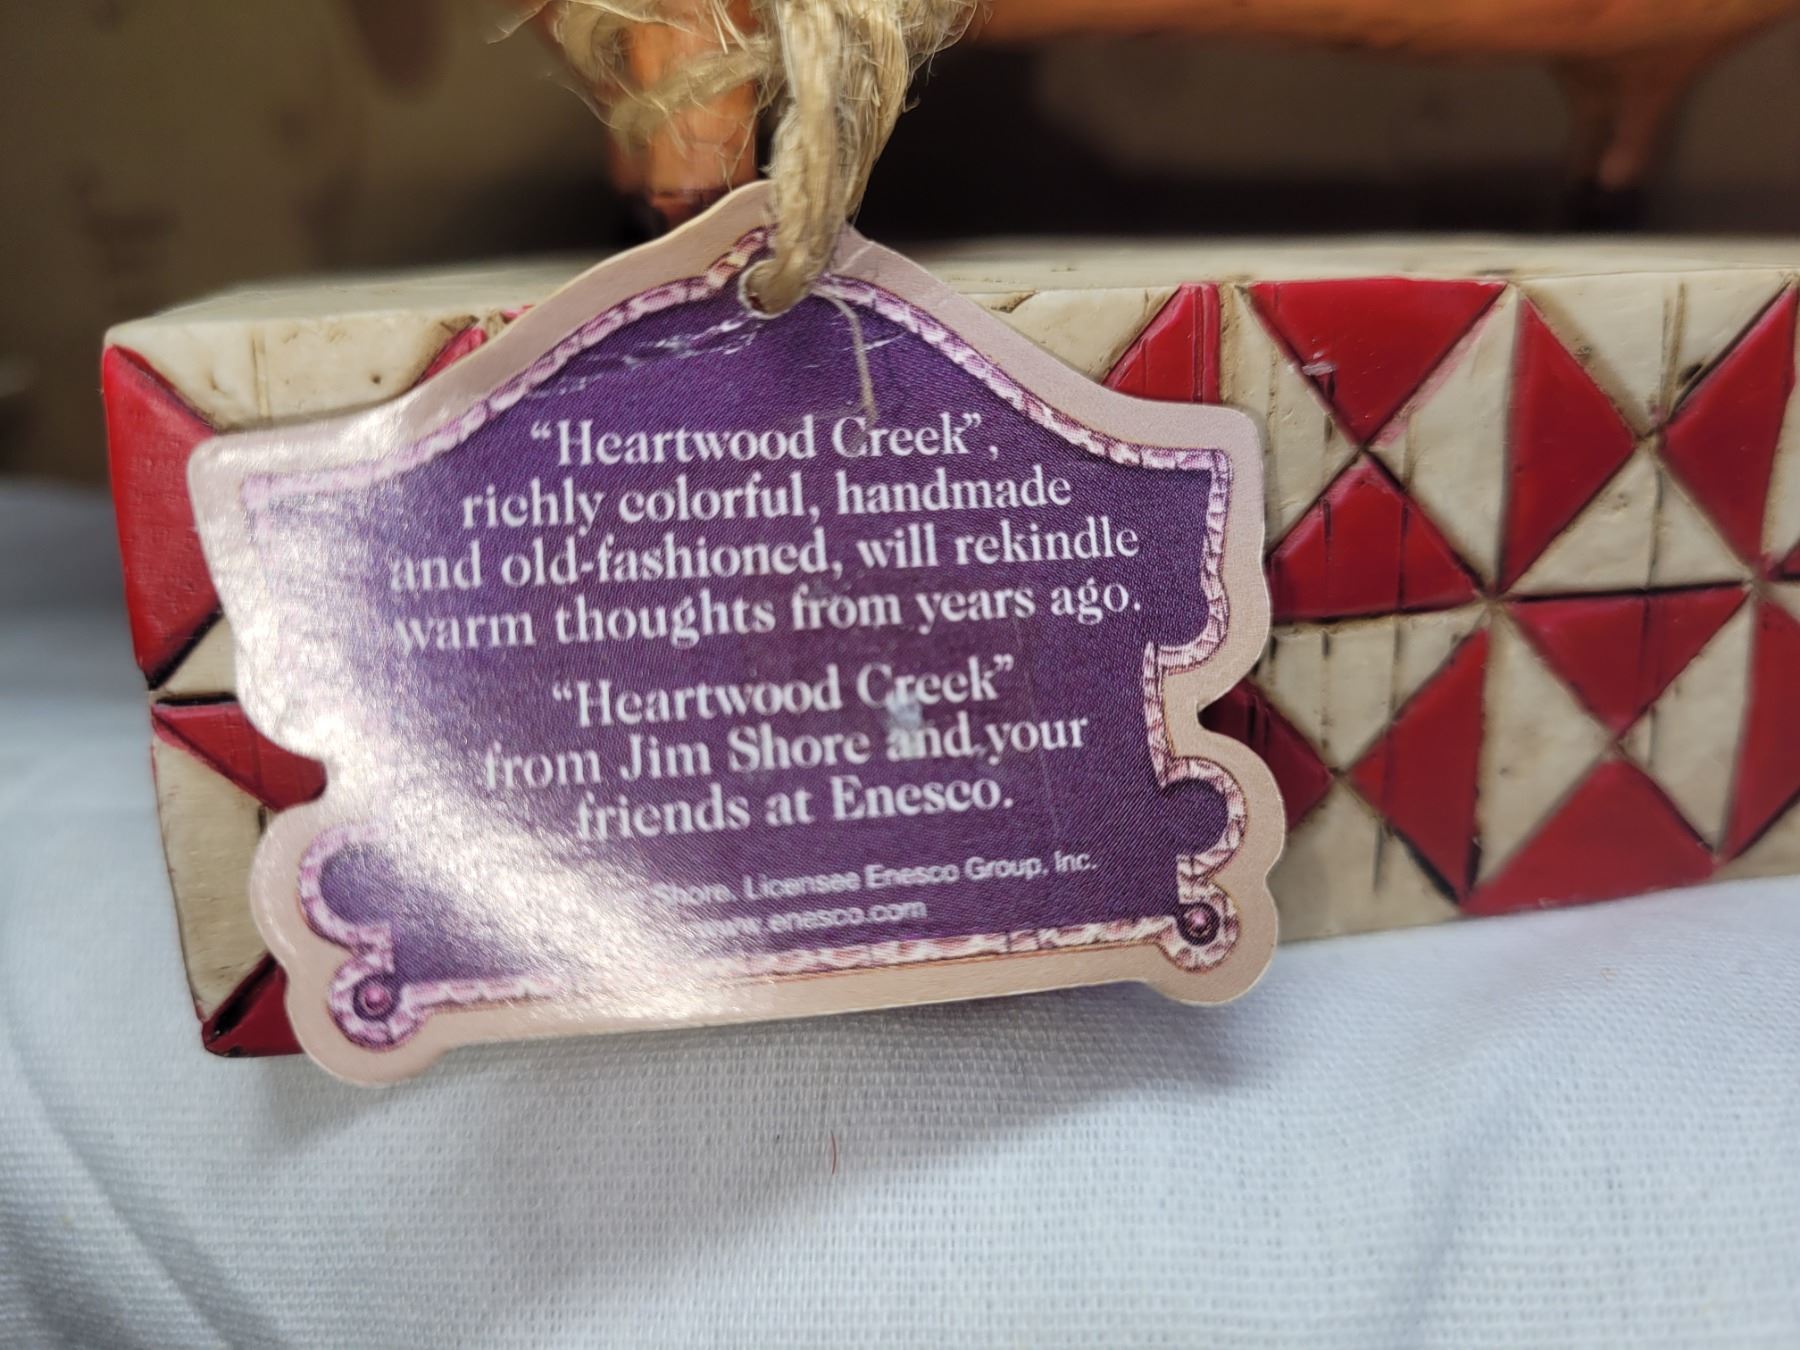 “Heartwood Creek”,
richly colorful, handmade
and old-fashioned, will rekindle
warm thoughts from years ago.
“Heartwood Creek”
from Jim Shore and your
friends at Enesco.
Shore. Licensee Enesco Group, Inc.
www.enesco.com